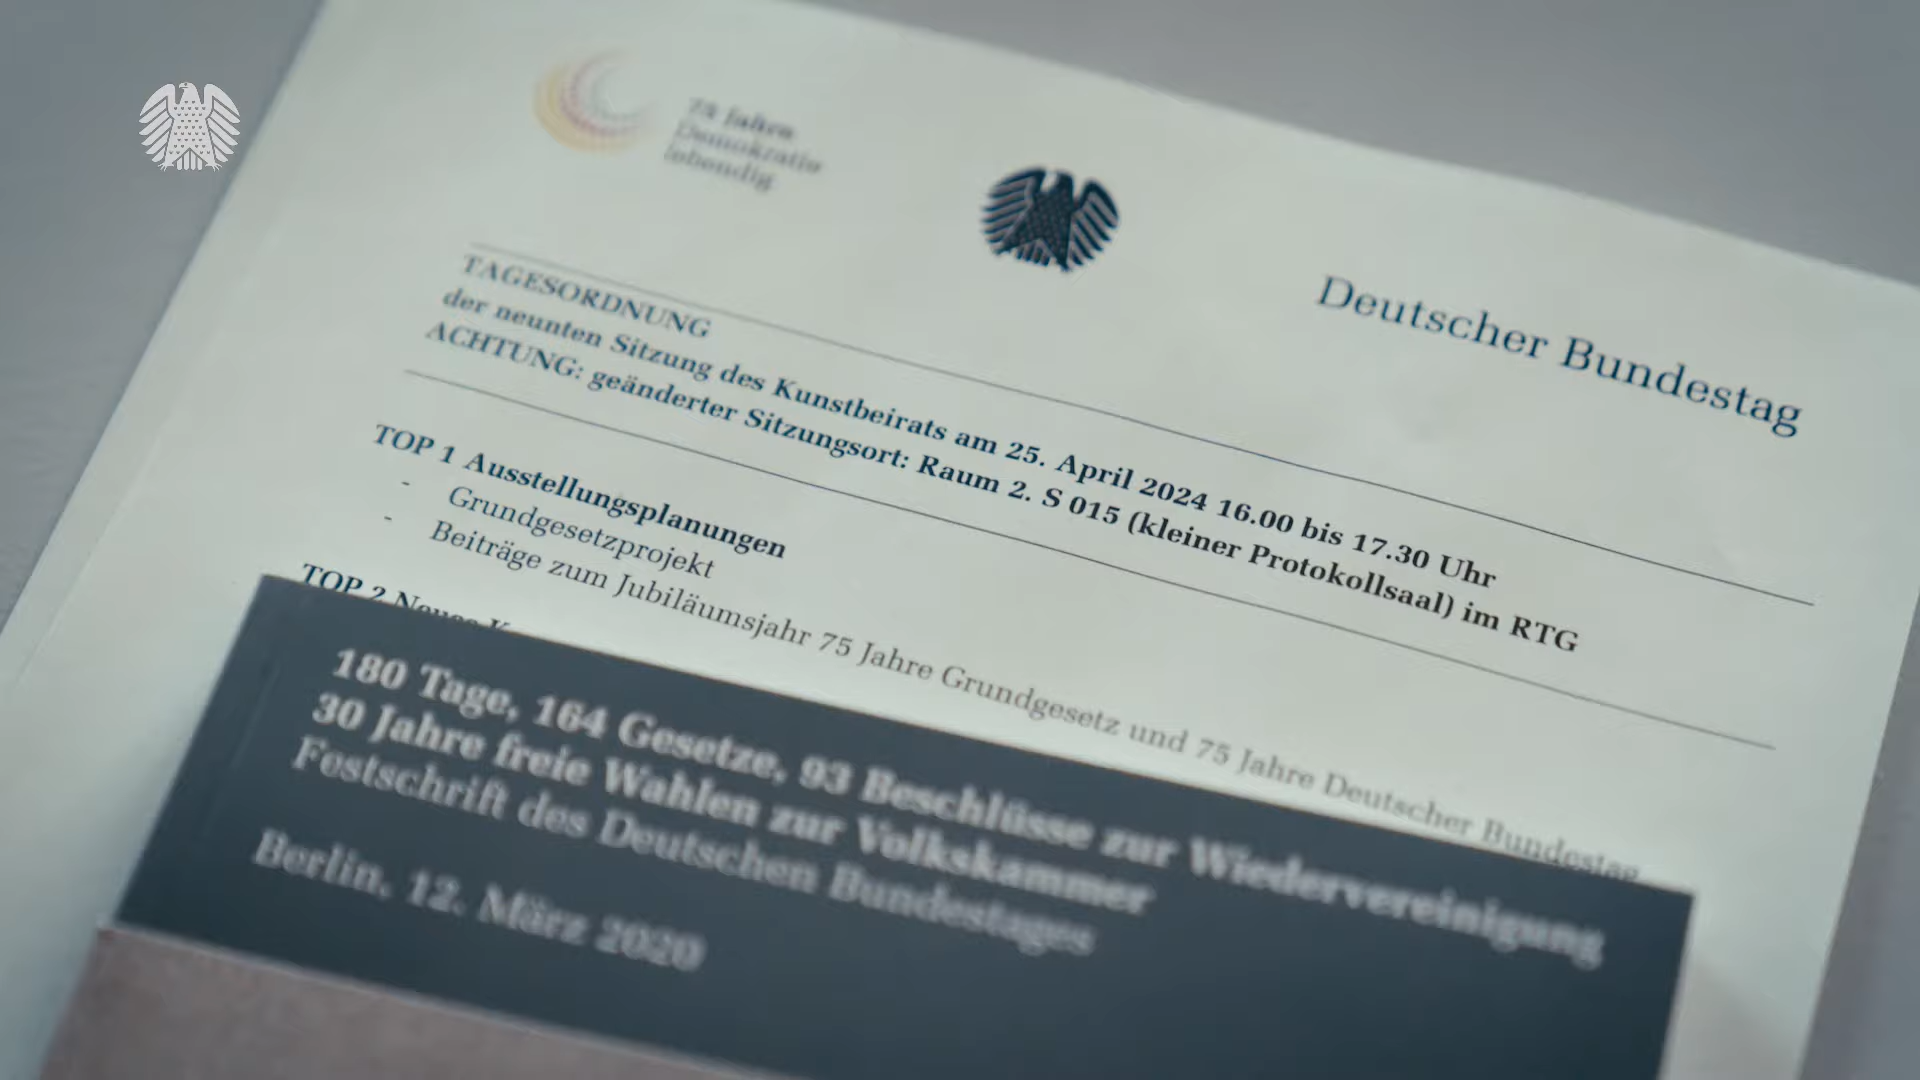 75 Jahre
Demokratie
lebendig
Deutscher Bundestag
TAGESORDNUNG
der neunten Sitzung des Kunstbeirats am 25. April 2024 16.00 bis 17.30 Uhr
ACHTUNG: geänderter Sitzungsort: Raum 2. S 015 (kleiner Protokollsaal) im RTG
TOP 1 Ausstellungsplanungen
- Grundgesetzprojekt
- Beiträge zum Jubiläumsjahr 75 Jahre Grundgesetz und 75 Jahre Deutscher Bundestag
TOP 2
180 Tage, 164 Gesetze, 93 Beschlüsse zur Wiedervereinigung
30 Jahre freie Wahlen zur Volkskammer
Festschrift des Deutschen Bundestages
Berlin, 12. März 2020